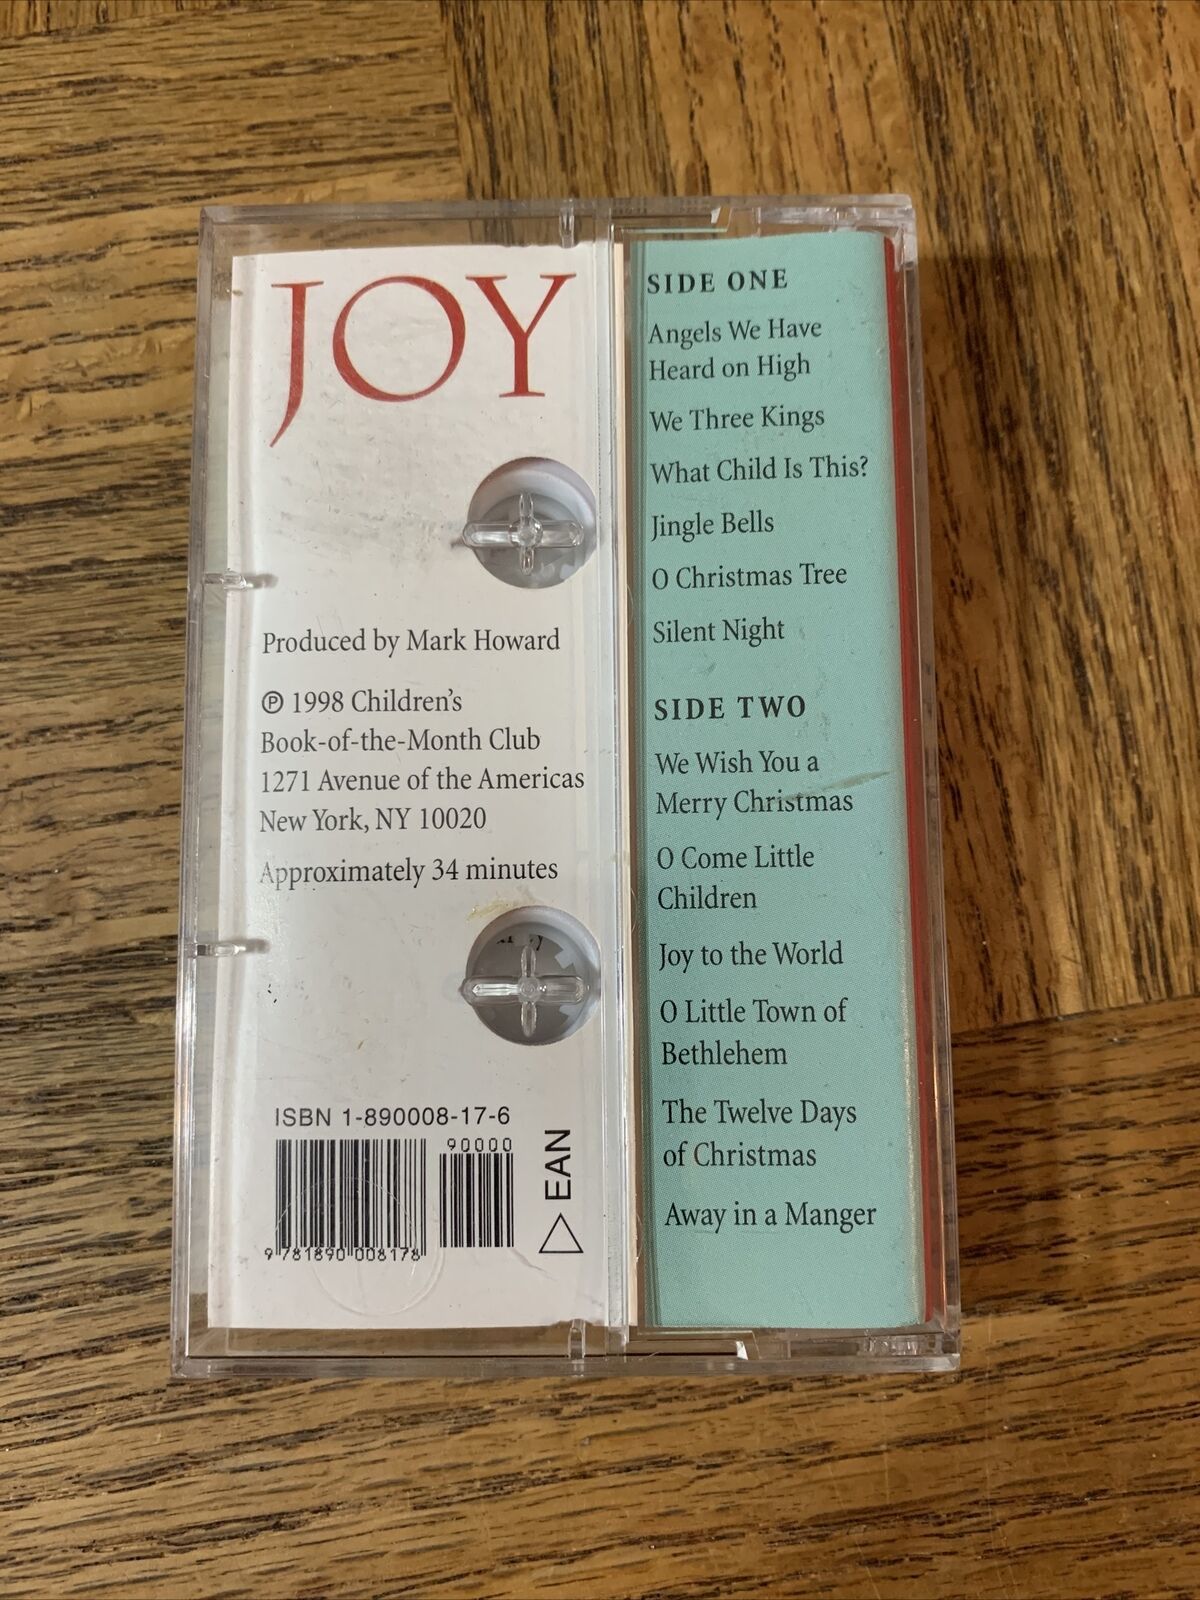 JOY
Produced by Mark Howard
℗ 1998 Children's
Book-of-the-Month Club
1271 Avenue of the Americas
New York, NY 10020
Approximately 34 minutes
ISBN 1-890008-17-6
90000
EAN
9 781890 008178
SIDE ONE
Angels We Have
Heard on High
We Three Kings
What Child Is This?
Jingle Bells
O Christmas Tree
Silent Night
SIDE TWO
We Wish You a
Merry Christmas
O Come Little
Children
Joy to the World
O Little Town of
Bethlehem
The Twelve Days
of Christmas
Away in a Manger